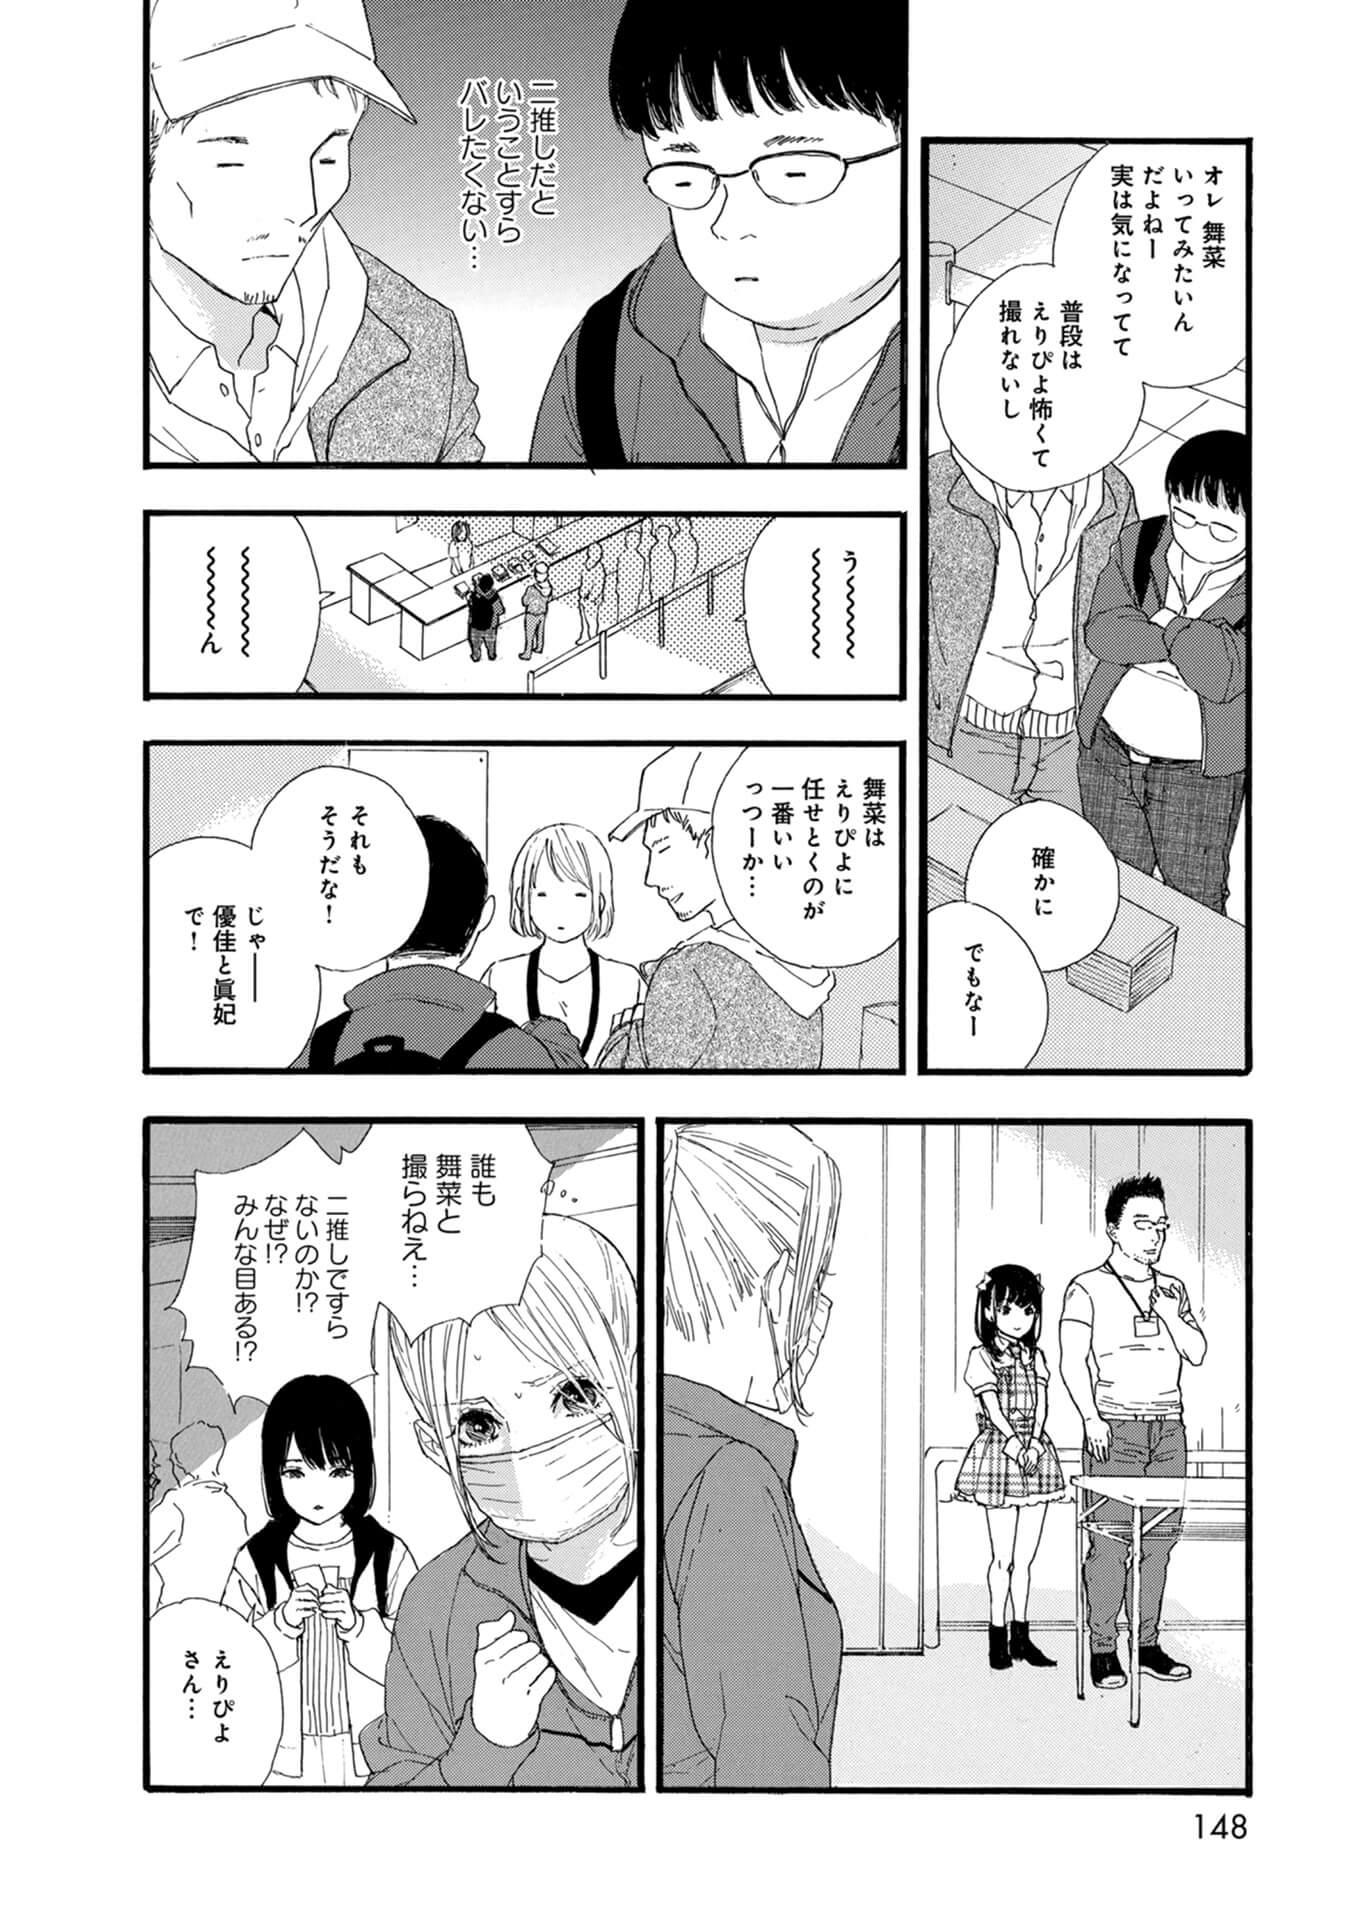 オレ 舞菜
いってみたいん
だよねー
実は気になってて
普段は
えりぴよ怖くて
撮れないし
確かに
でもなー
二推しだと
いうことすら
バレたくない…
う〜〜〜
〜〜〜〜〜
〜〜〜ん
舞菜は
えりぴよに
任せとくのが
一番いい
っつーか…
それも
そうだな!
じゃー
優佳と眞妃
で!
誰も
舞菜と
撮らねえ…
二推しですら
ないのか!?
なぜ!?
みんな目ある!?
えりぴよ
さん…
148